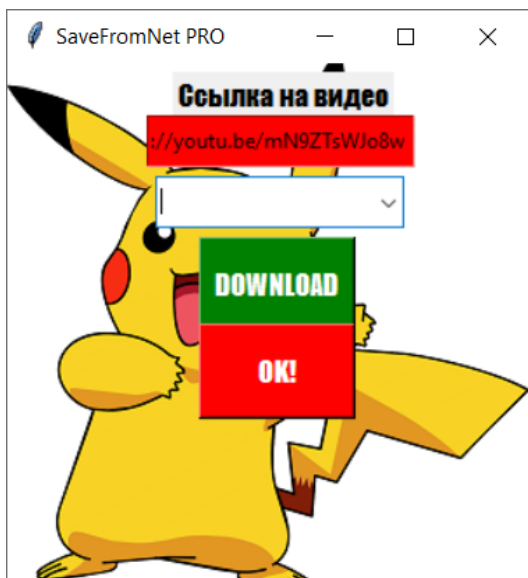 SaveFromNet PRO
Ссылка на видео
://youtu.be/mN9ZTsWJo8w
DOWNLOAD
OK!